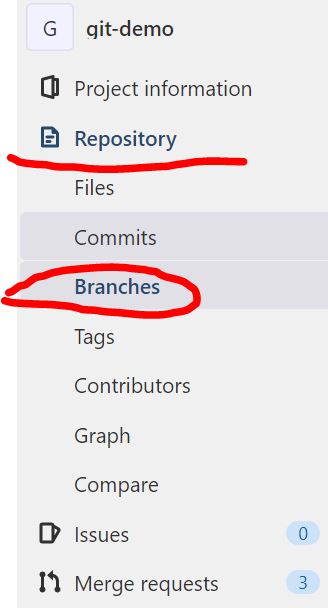 G git-demo
Project information
Repository
Files
Commits
Branches
Tags
Contributors
Graph
Compare
Issues 0
Merge requests 3